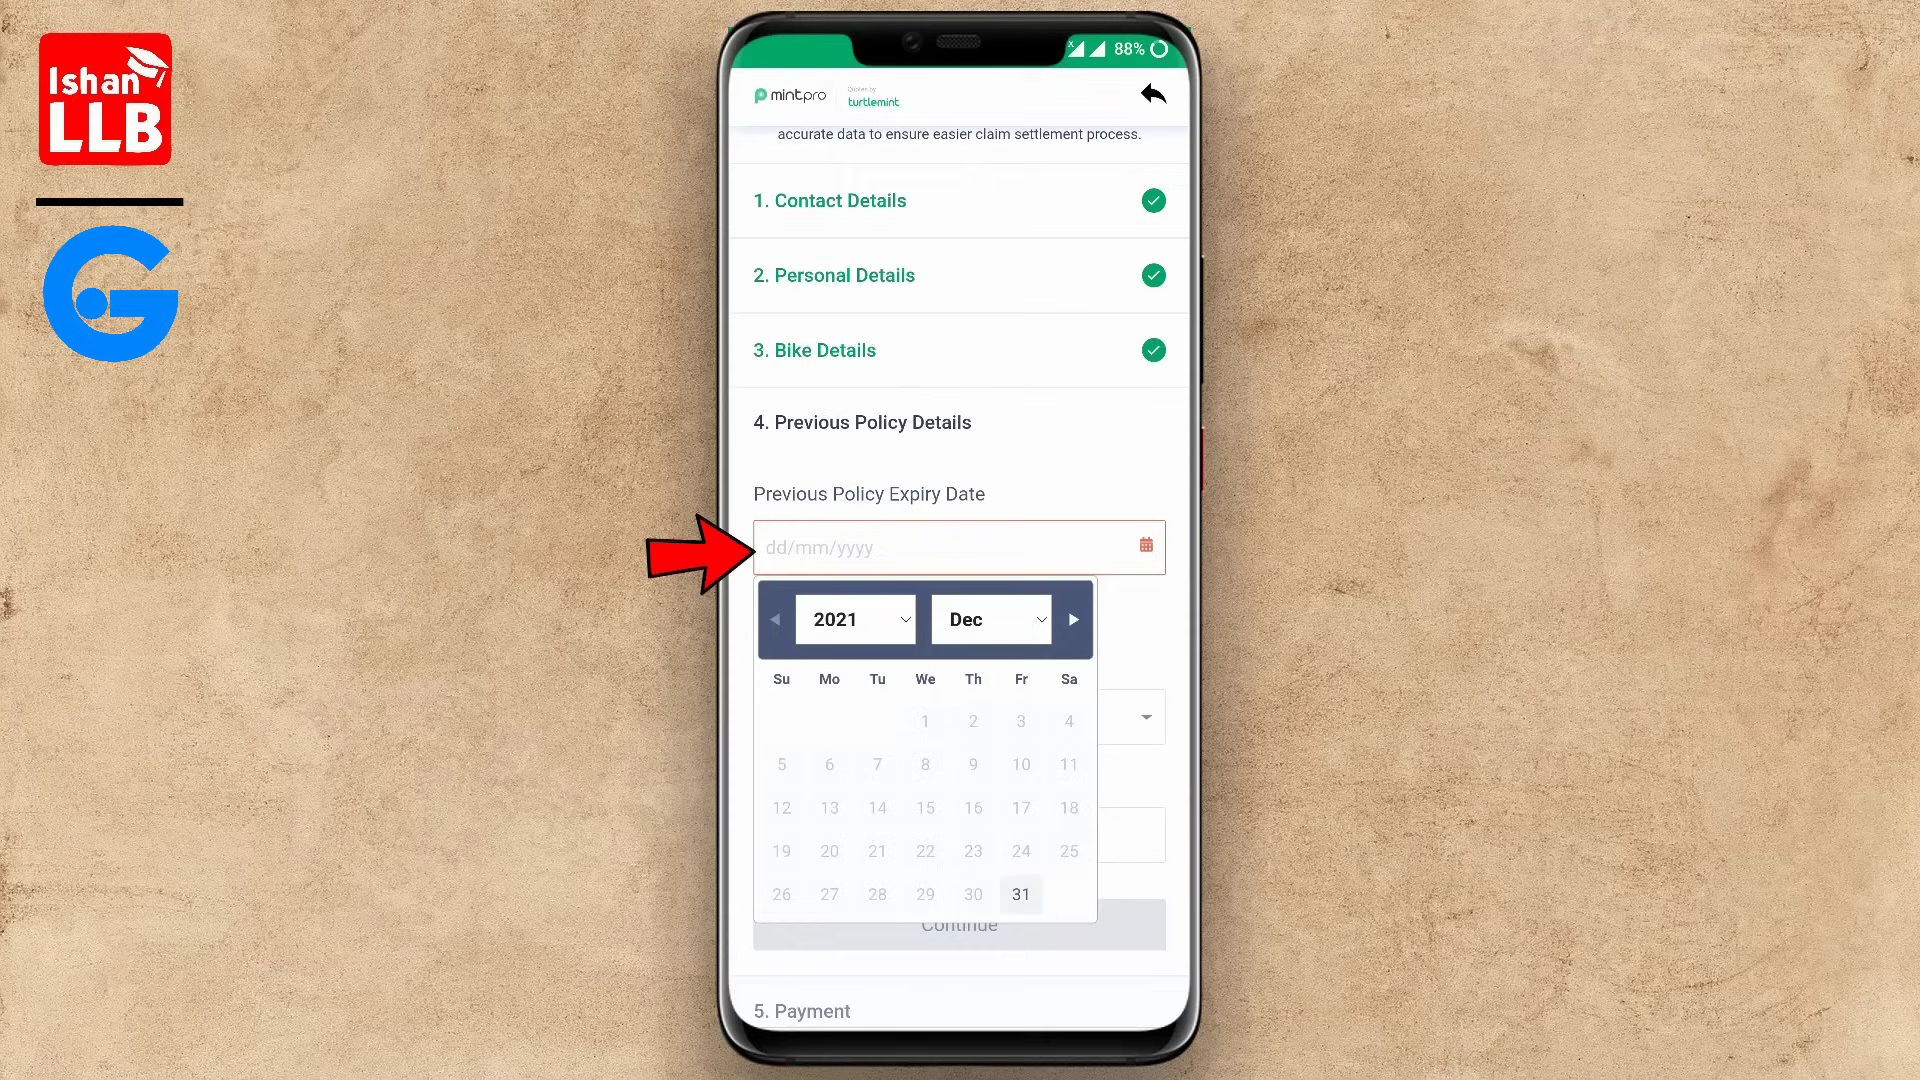 Ishan
LLB
G
88%
mintpro
Quotes by
turtlemint
accurate data to ensure easier claim settlement process.
1. Contact Details
2. Personal Details
3. Bike Details
4. Previous Policy Details
Previous Policy Expiry Date
dd/mm/yyyy
2021 Dec
Su Mo Tu We Th Fr Sa
1 2 3 4
5 6 7 8 9 10 11
12 13 14 15 16 17 18
19 20 21 22 23 24 25
26 27 28 29 30 31
Continue
5. Payment